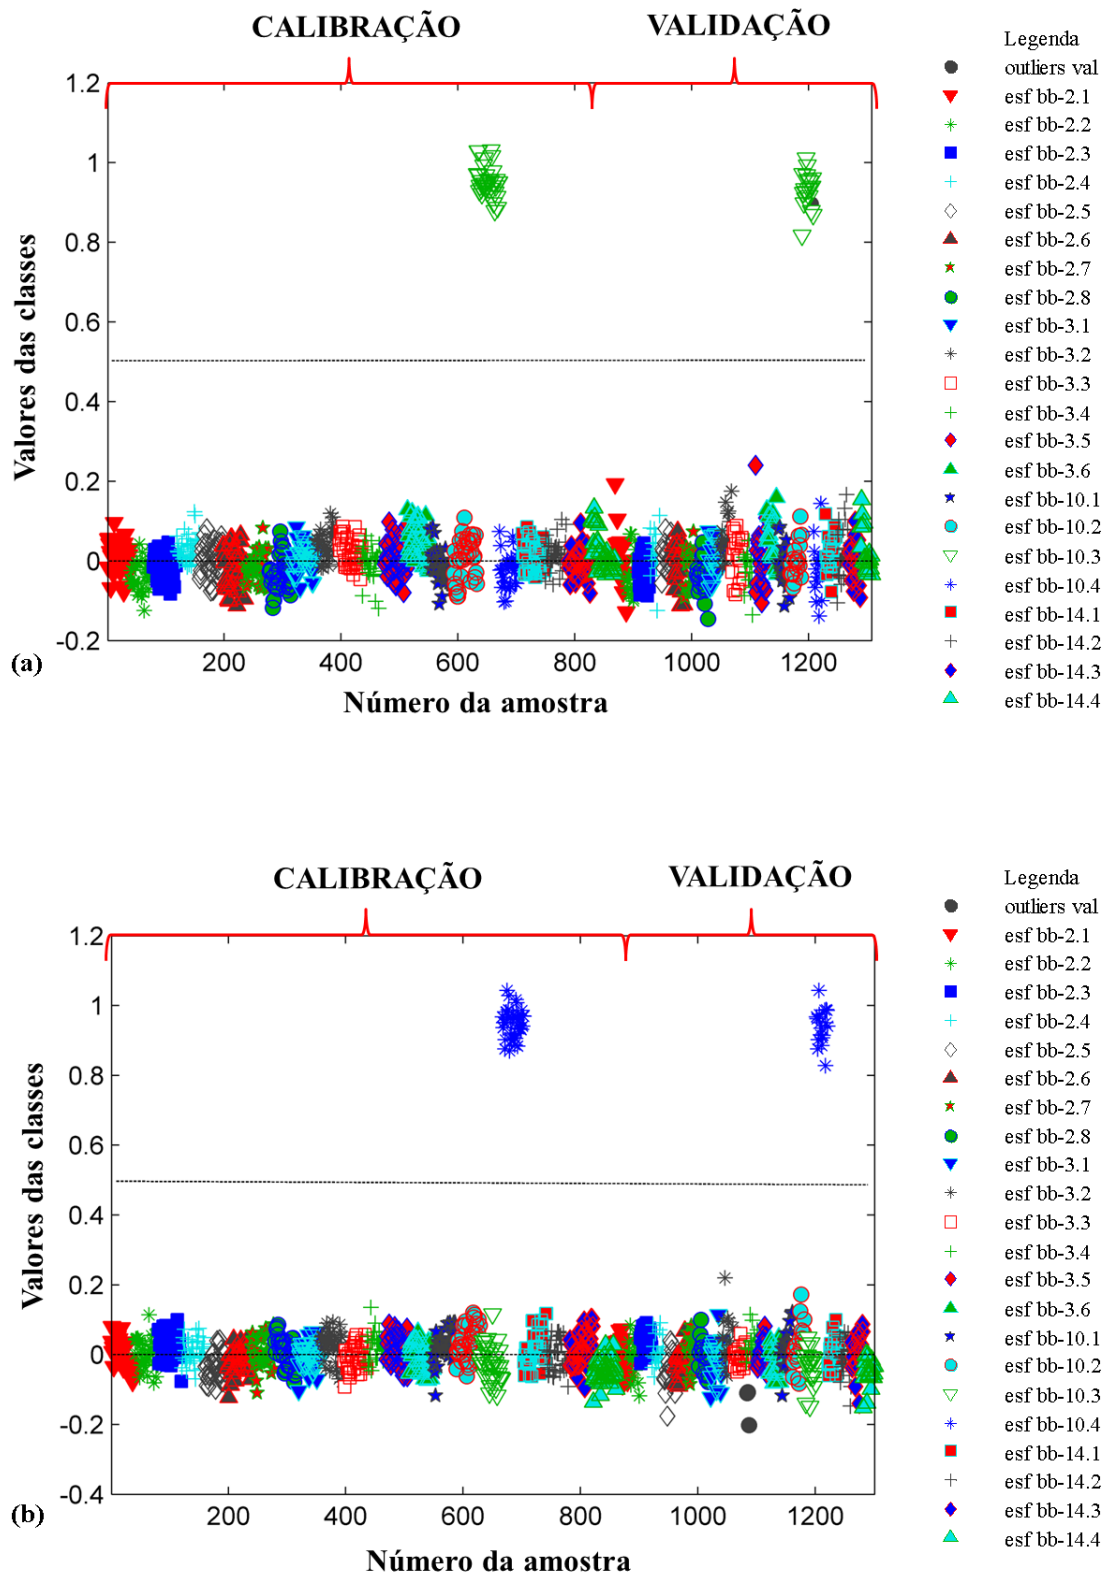 CALIBRAÇÃO VALIDAÇÃO
Legenda
outliers val
esf bb-2.1
esf bb-2.2
esf bb-2.3
esf bb-2.4
esf bb-2.5
esf bb-2.6
esf bb-2.7
esf bb-2.8
esf bb-3.1
esf bb-3.2
esf bb-3.3
esf bb-3.4
esf bb-3.5
esf bb-3.6
esf bb-10.1
esf bb-10.2
esf bb-10.3
esf bb-10.4
esf bb-14.1
esf bb-14.2
esf bb-14.3
esf bb-14.4
Valores das classes
1.2
1
0.8
0.6
0.4
0.2
0
-0.2
200 400 600 800 1000 1200
(a)
Número da amostra
CALIBRAÇÃO VALIDAÇÃO
Legenda
outliers val
esf bb-2.1
esf bb-2.2
esf bb-2.3
esf bb-2.4
esf bb-2.5
esf bb-2.6
esf bb-2.7
esf bb-2.8
esf bb-3.1
esf bb-3.2
esf bb-3.3
esf bb-3.4
esf bb-3.5
esf bb-3.6
esf bb-10.1
esf bb-10.2
esf bb-10.3
esf bb-10.4
esf bb-14.1
esf bb-14.2
esf bb-14.3
esf bb-14.4
Valores das classes
1.2
1
0.8
0.6
0.4
0.2
0
-0.2
-0.4
200 400 600 800 1000 1200
(b)
Número da amostra